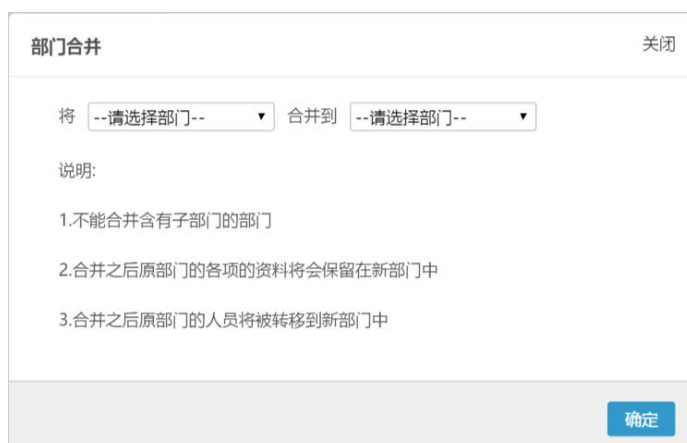 部门合并 关闭
将 --请选择部门-- 合并到 --请选择部门--
说明:
1.不能合并含有子部门的部门
2.合并之后原部门的各项的资料将会保留在新部门中
3.合并之后原部门的人员将被转移到新部门中
确定